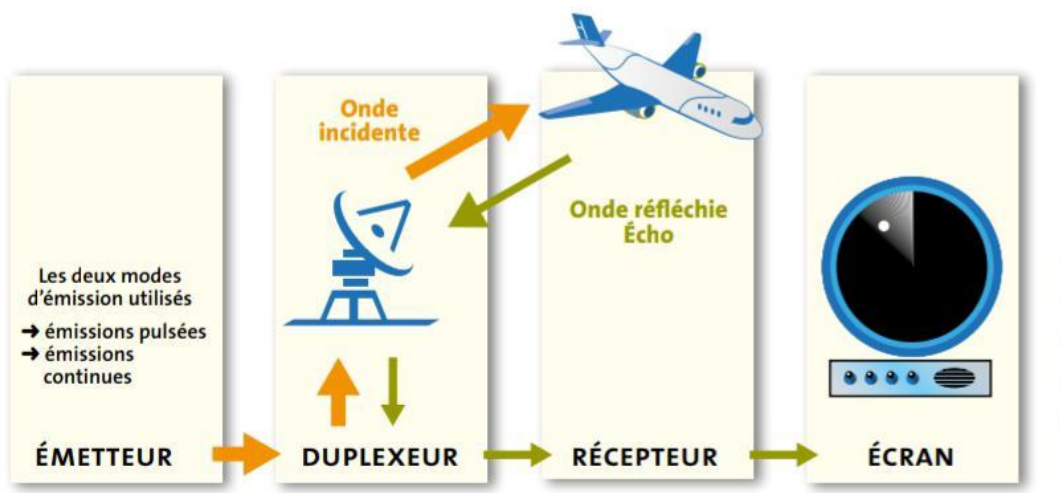 Onde
incidente
Onde réfléchie
Écho
Les deux modes
d'émission utilisés
➜ émissions pulsées
➜ émissions
continues
ÉMETTEUR
DUPLEXEUR
RÉCEPTEUR
ÉCRAN